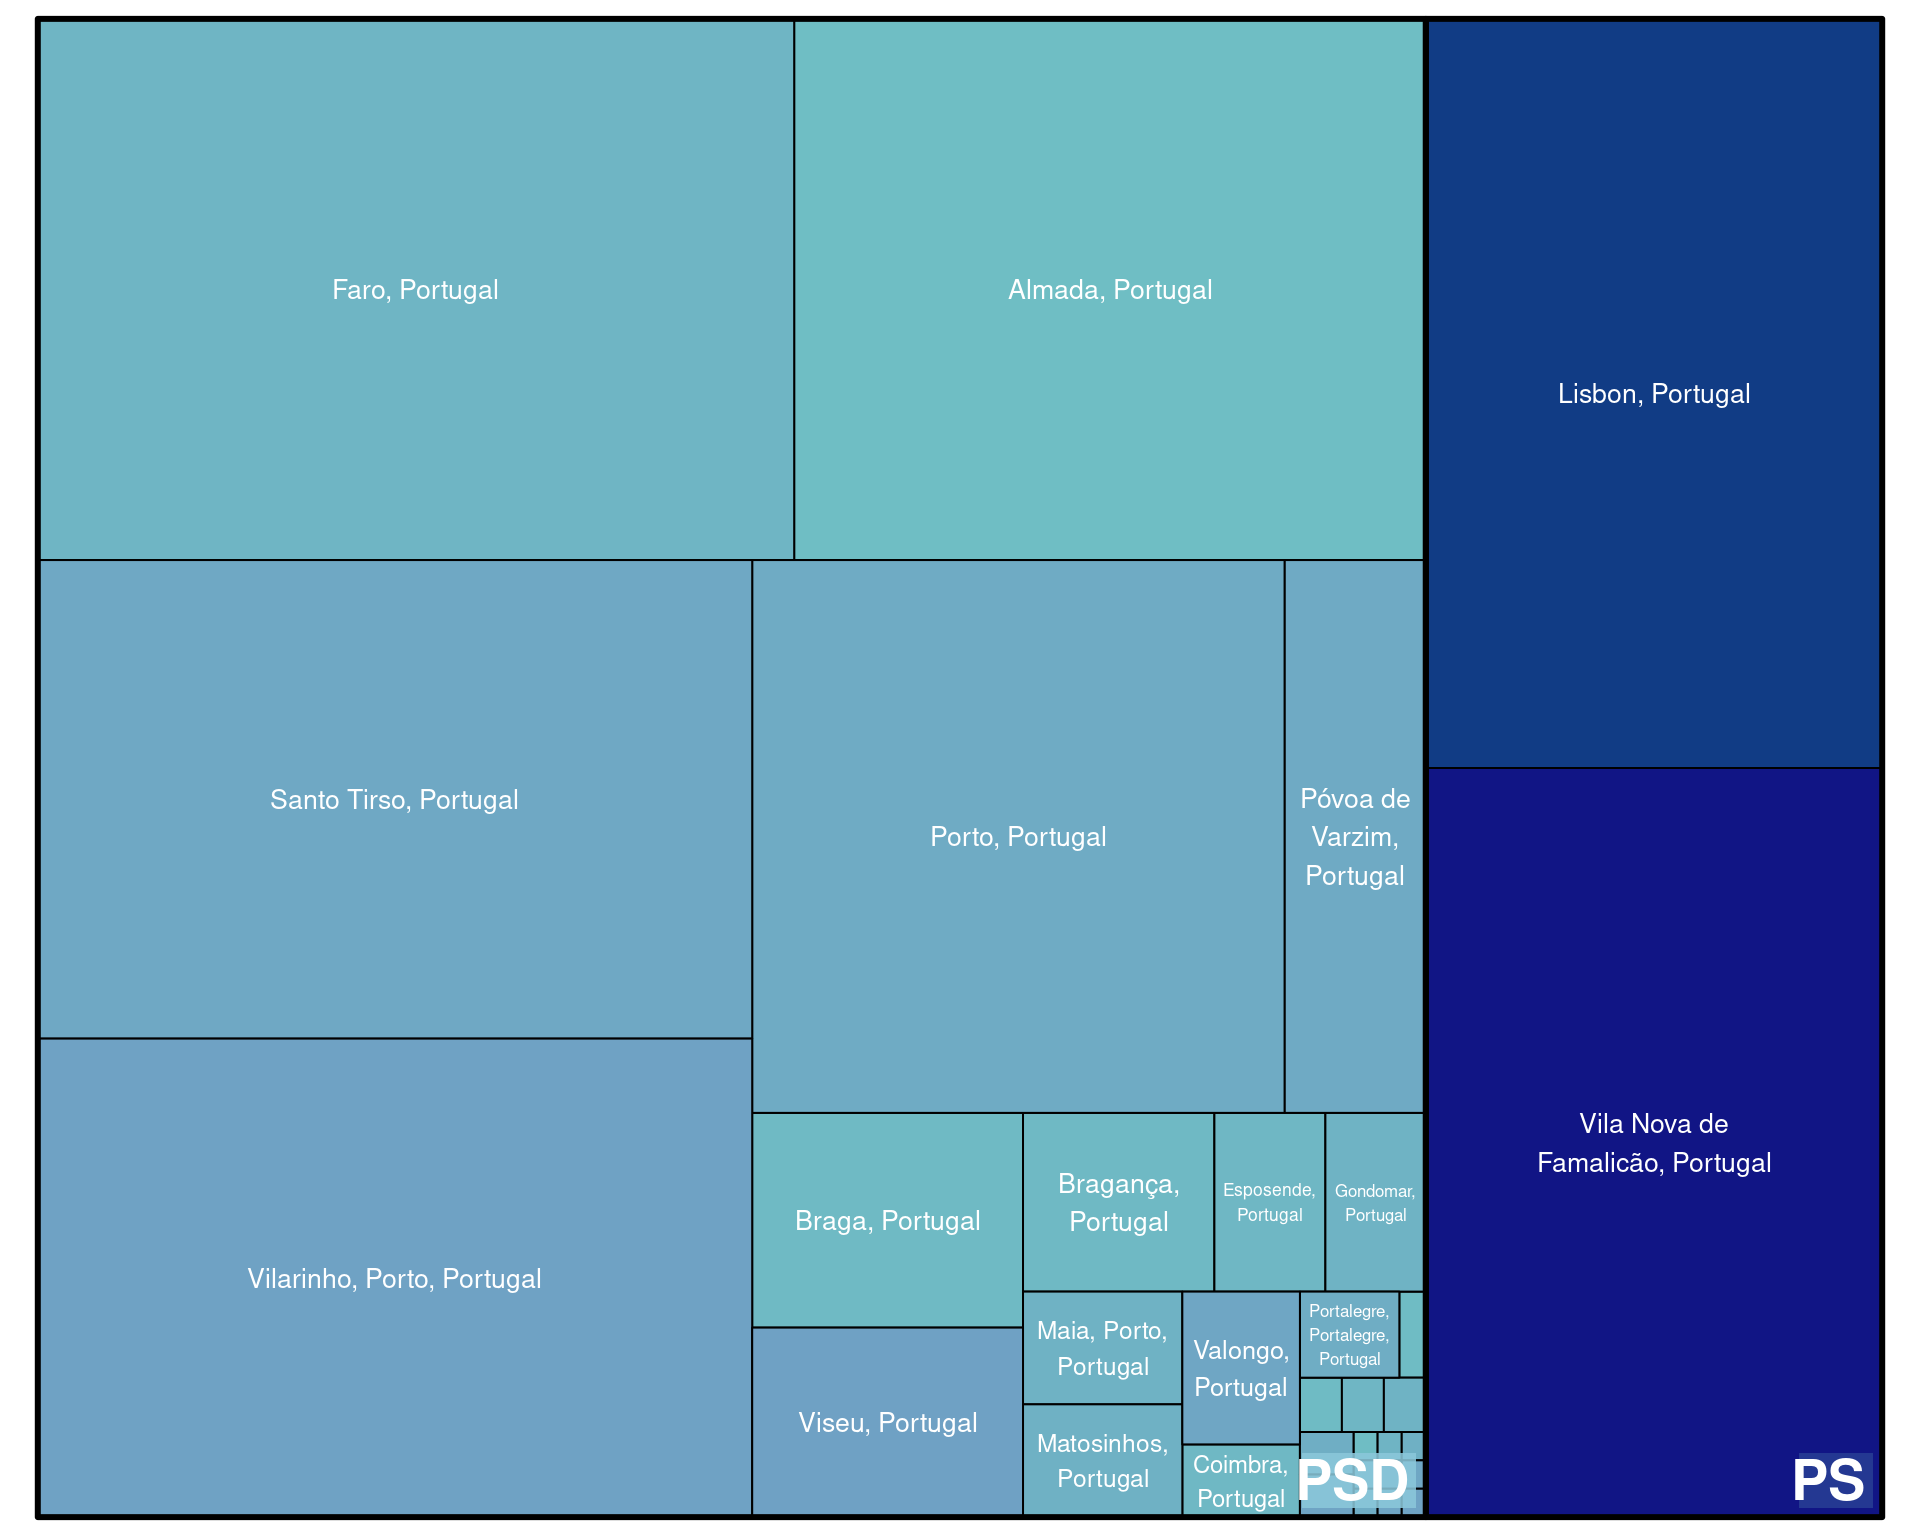 Faro, Portugal
Almada, Portugal
Lisbon, Portugal
Santo Tirso, Portugal
Porto, Portugal
Póvoa de
Varzim,
Portugal
Vilarinho, Porto, Portugal
Braga, Portugal
Bragança,
Portugal
Esposende,
Portugal
Gondomar,
Portugal
Viseu, Portugal
Maia, Porto,
Portugal
Matosinhos,
Portugal
Valongo,
Portugal
Coimbra,
Portugal
Portalegre,
Portalegre,
Portugal
PSD
Vila Nova de
Famalicão, Portugal
PS